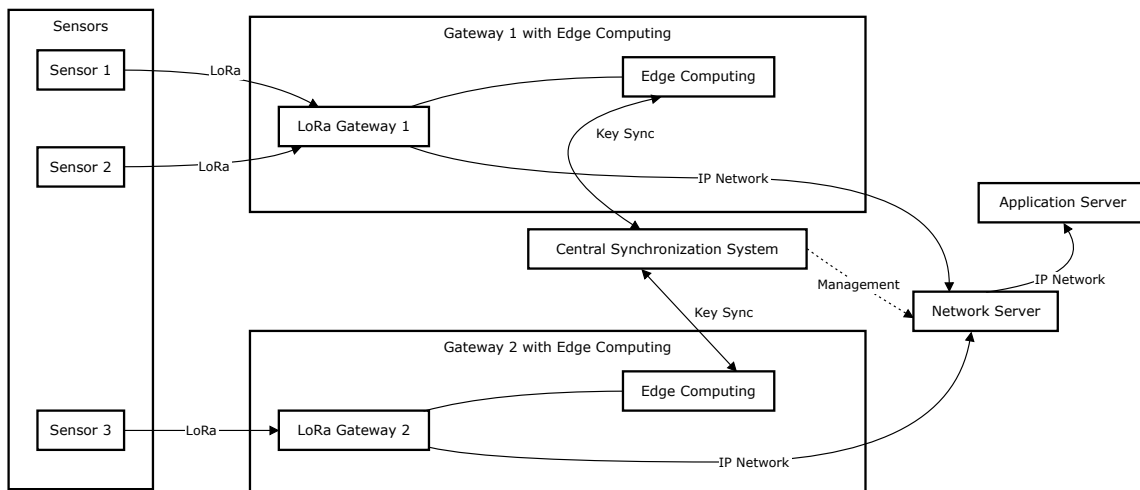 Sensors
Sensor 1
Sensor 2
Sensor 3
LoRa
LoRa
LoRa
Gateway 1 with Edge Computing
Edge Computing
LoRa Gateway 1
Key Sync
IP Network
Application Server
Central Synchronization System
Management
IP Network
Network Server
Key Sync
Gateway 2 with Edge Computing
Edge Computing
LoRa Gateway 2
IP Network